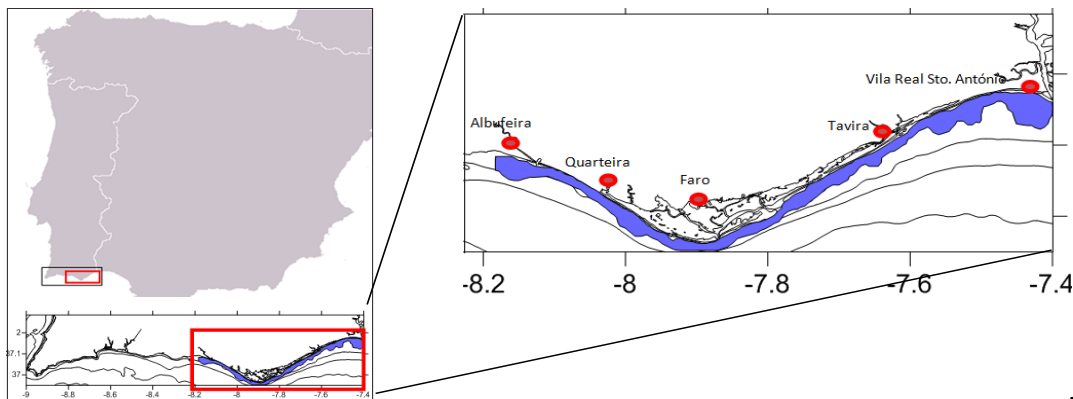 Vila Real Sto. António
Albufeira
Tavira
Quarteira
Faro
-8.2 -8 -7.8 -7.6 -7.4
2
37.1
37
-9 -8.8 -8.6 -8.4 -8.2 -8 -7.8 -7.6 -7.4